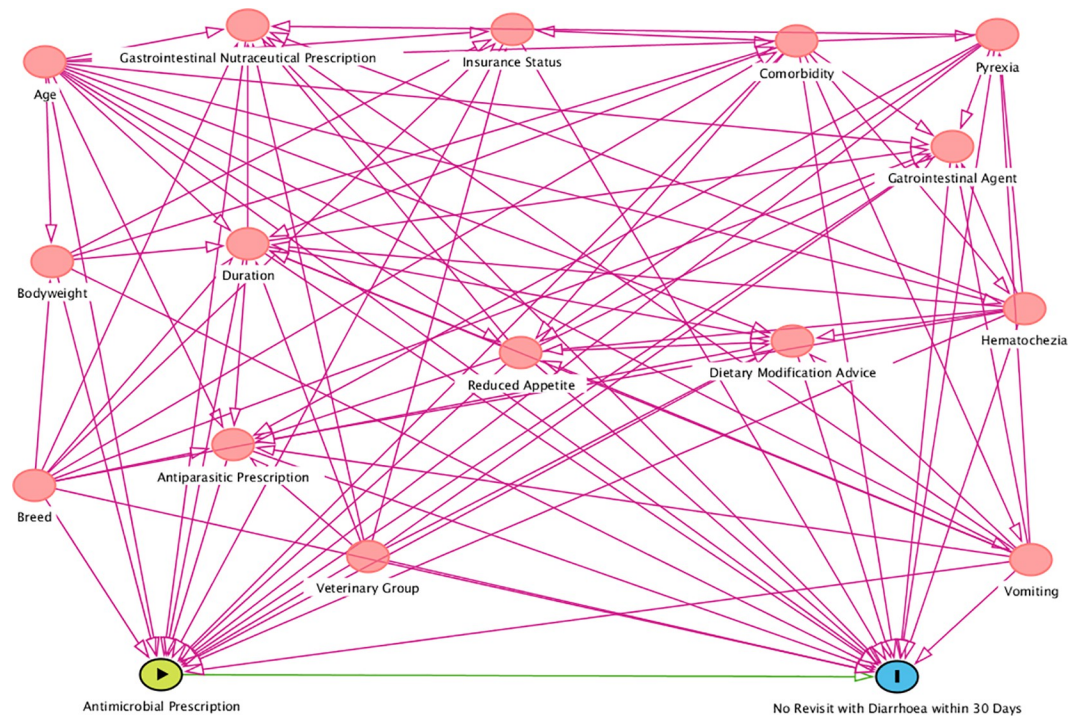 Gastrointestinal Nutraceutical Prescription
Insurance Status
Comorbidity
Pyrexia
Age
Gatrointestinal Agent
Bodyweight
Duration
Hematochezia
Reduced Appetite
Dietary Modification Advice
Antiparasitic Prescription
Breed
Veterinary Group
Vomiting
Antimicrobial Prescription
No Revisit with Diarrhoea within 30 Days